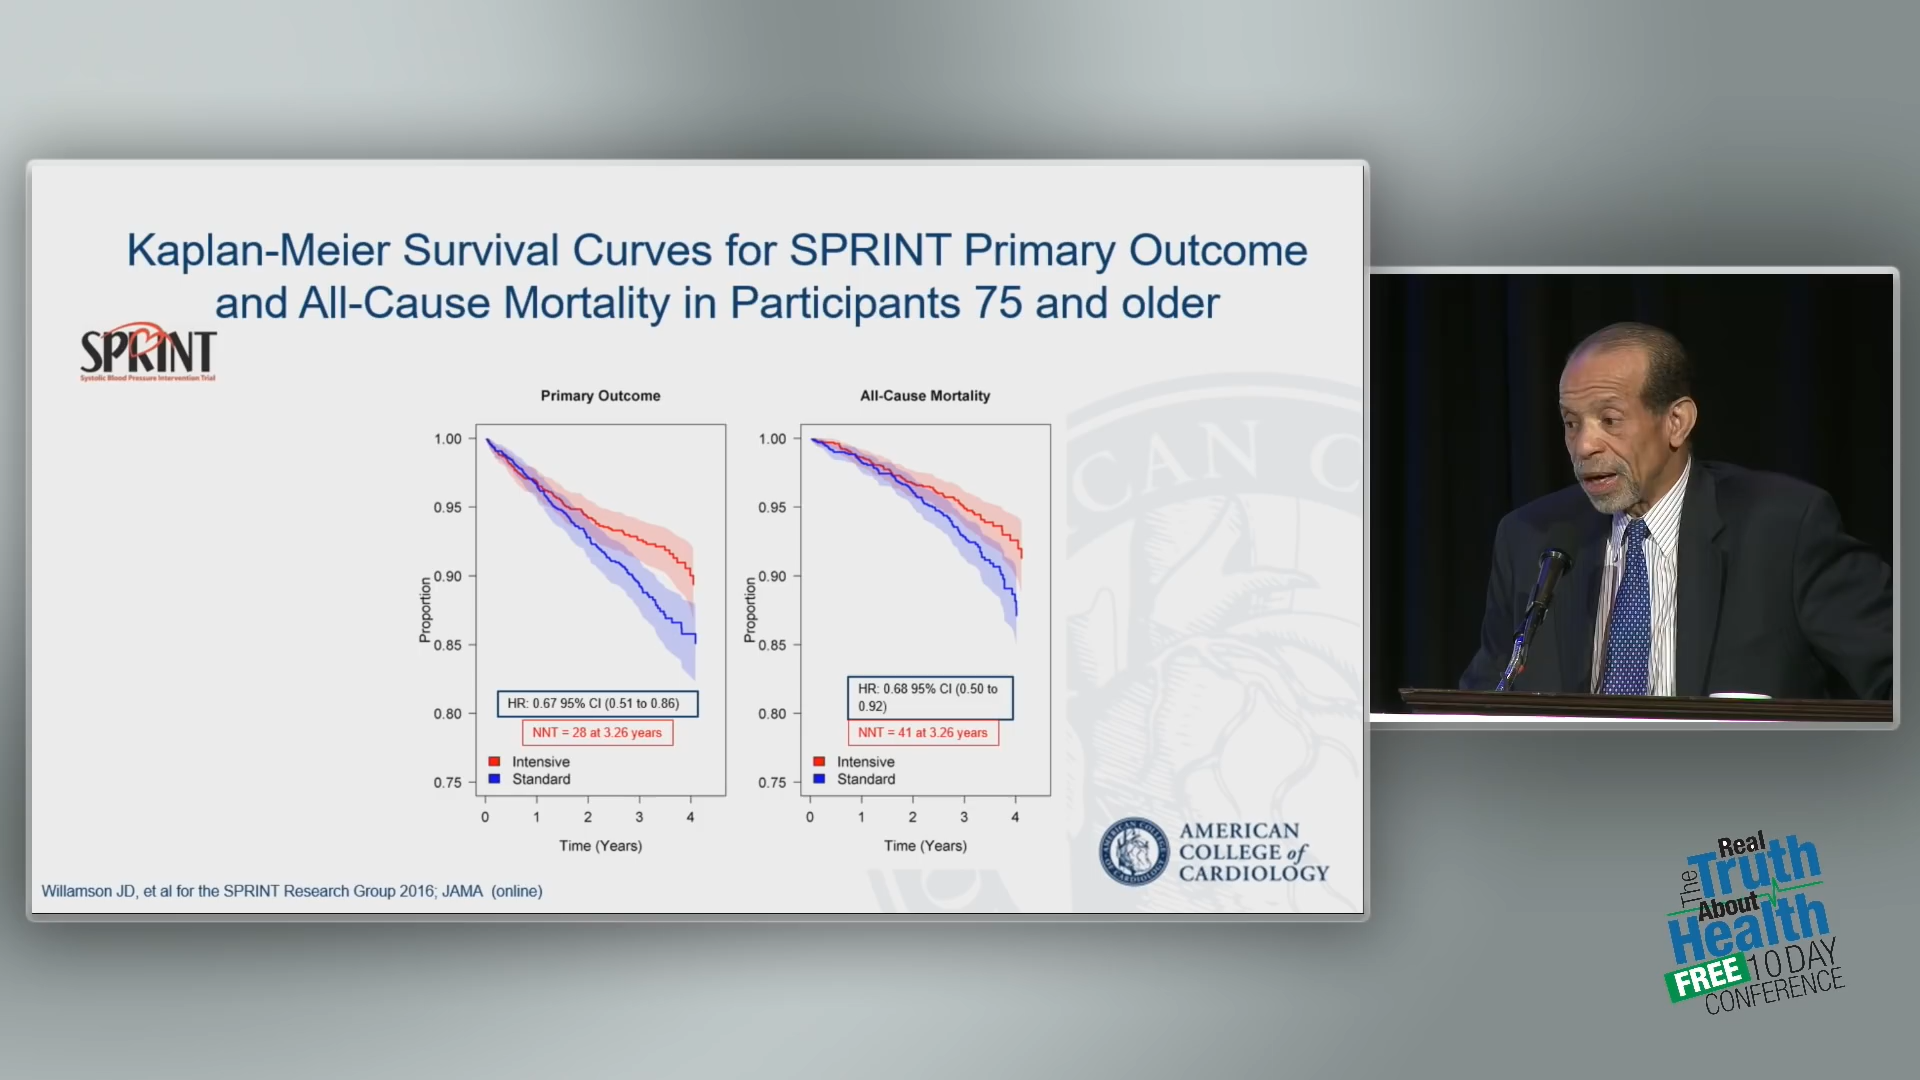 Kaplan-Meier Survival Curves for SPRINT Primary Outcome
and All-Cause Mortality in Participants 75 and older
SPRINT
Systolic Blood Pressure Intervention Trial
Primary Outcome
1.00
0.95
0.90
0.85
0.80
0.75
Proportion
HR: 0.67 95% CI (0.51 to 0.86)
NNT = 28 at 3.26 years
Intensive
Standard
0 1 2 3 4
Time (Years)
All-Cause Mortality
1.00
0.95
0.90
0.85
0.80
0.75
Proportion
HR: 0.68 95% CI (0.50 to
0.92)
NNT = 41 at 3.26 years
Intensive
Standard
0 1 2 3 4
Time (Years)
CAN C
AMERICAN
COLLEGE of
CARDIOLOGY
Willamson JD, et al for the SPRINT Research Group 2016; JAMA (online)
The Real
Truth
About
Health
FREE 10 DAY
CONFERENCE